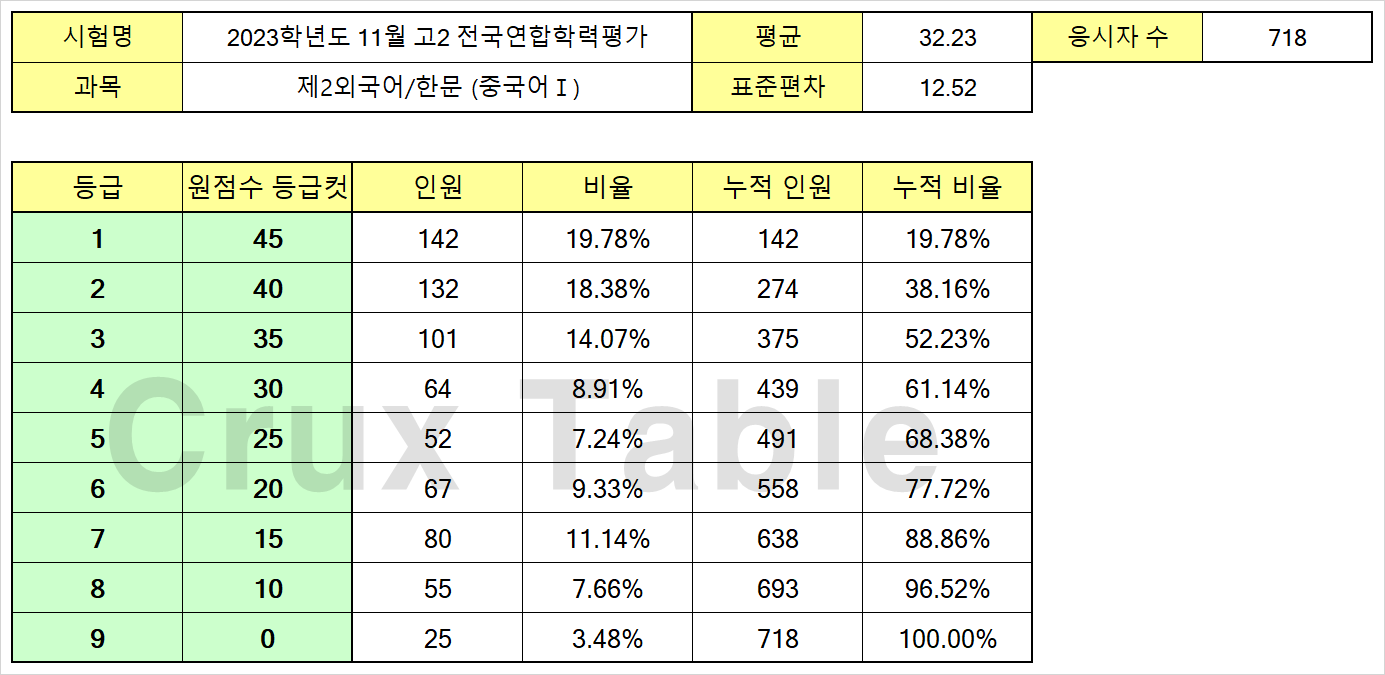 시험명 2023학년도 11월 고2 전국연합학력평가 평균 32.23 응시자 수 718
과목 제2외국어/한문 (중국어Ⅰ) 표준편차 12.52
등급 원점수 등급컷 인원 비율 누적 인원 누적 비율
1 45 142 19.78% 142 19.78%
2 40 132 18.38% 274 38.16%
3 35 101 14.07% 375 52.23%
4 30 64 8.91% 439 61.14%
5 25 52 7.24% 491 68.38%
6 20 67 9.33% 558 77.72%
7 15 80 11.14% 638 88.86%
8 10 55 7.66% 693 96.52%
9 0 25 3.48% 718 100.00%
Crux Table